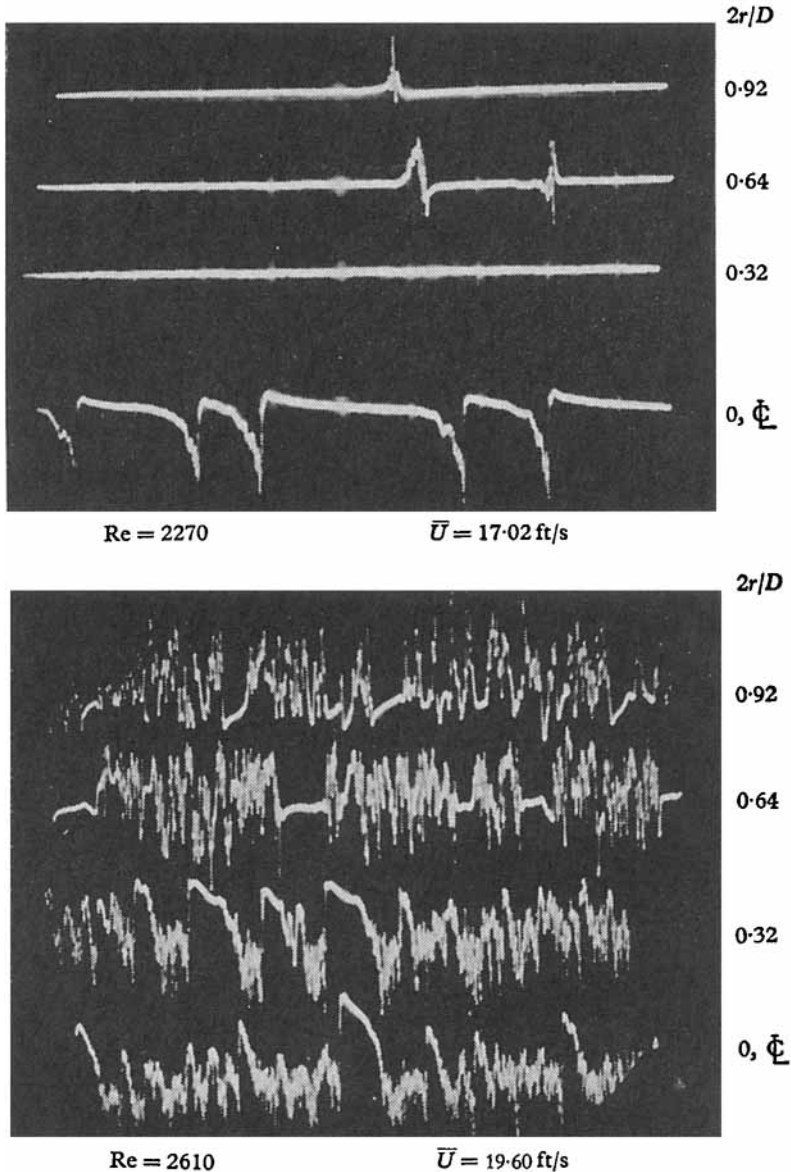 2r/D
0·92
0·64
0·32
0, ℄
Re = 2270 U̅ = 17·02 ft/s
2r/D
0·92
0·64
0·32
0, ℄
Re = 2610 U̅ = 19·60 ft/s